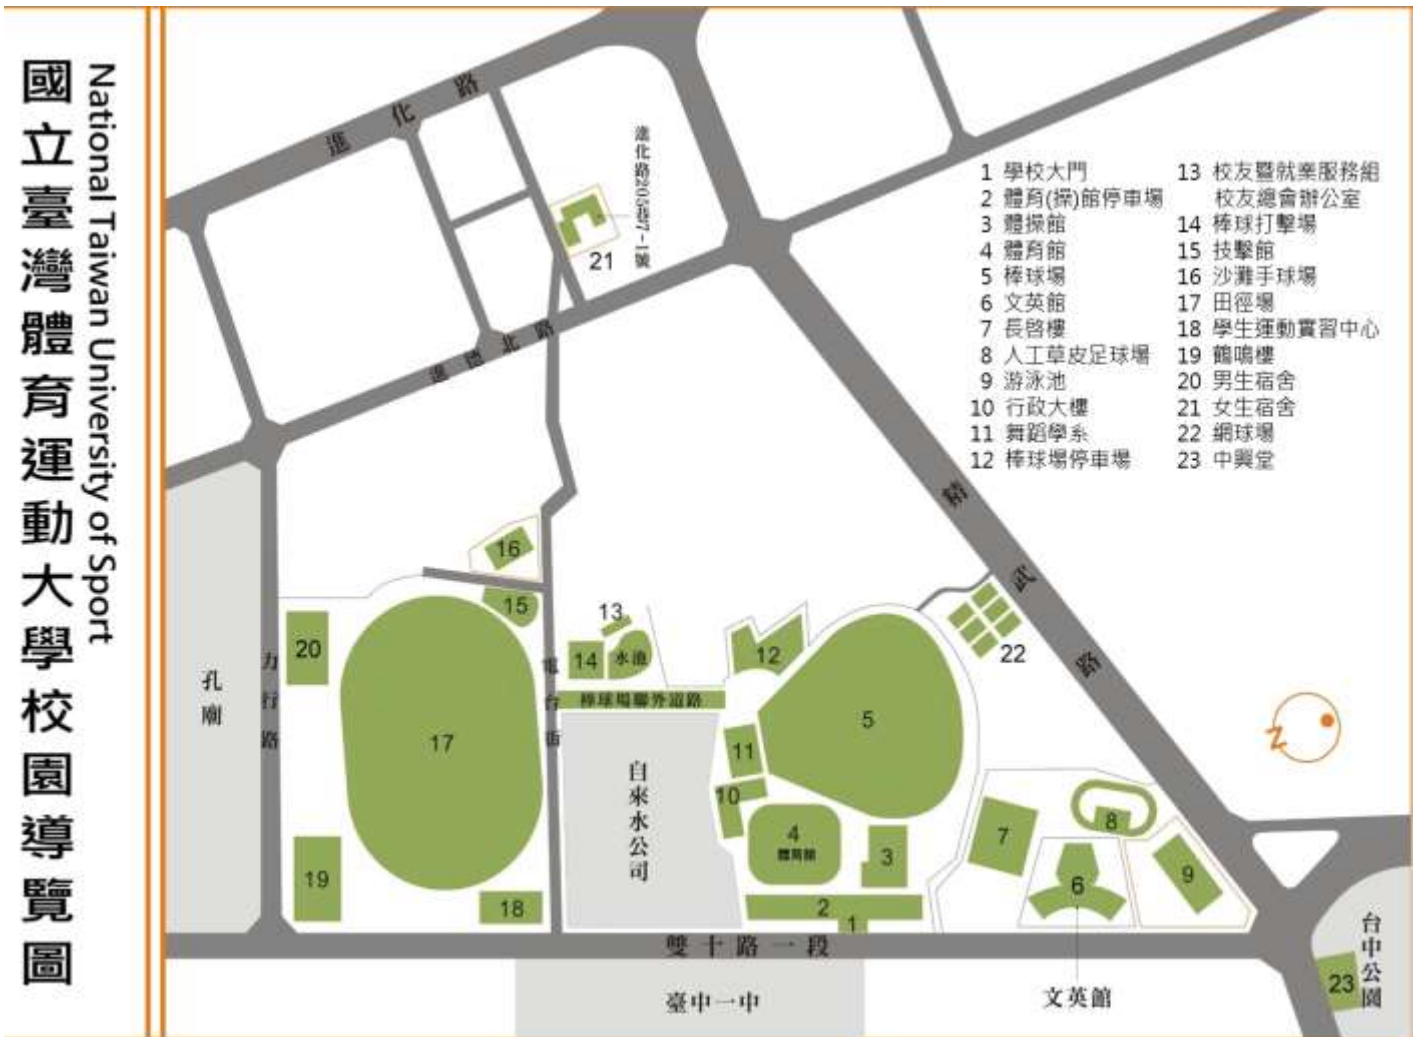 國立臺灣體育運動大學校園導覽圖
National Taiwan University of Sport
進化路
進化路205巷7-1號
21
進德北路
1 學校大門
2 體育(操)館停車場
3 體操館
4 體育館
5 棒球場
6 文英館
7 長啓樓
8 人工草皮足球場
9 游泳池
10 行政大樓
11 舞蹈學系
12 棒球場停車場
13 校友暨就業服務組
校友總會辦公室
14 棒球打擊場
15 技擊館
16 沙灘手球場
17 田徑場
18 學生運動實習中心
19 鶴鳴樓
20 男生宿舍
21 女生宿舍
22 網球場
23 中興堂
精武路
16
15
13
14
水池
12
22
20
孔廟
力行路
17
電台街
棒球場聯外道路
5
Z
11
自來水公司
10
4
體育館
3
7
8
6
9
19
18
2
1
雙十路一段
臺中一中
文英館
台中公園
23